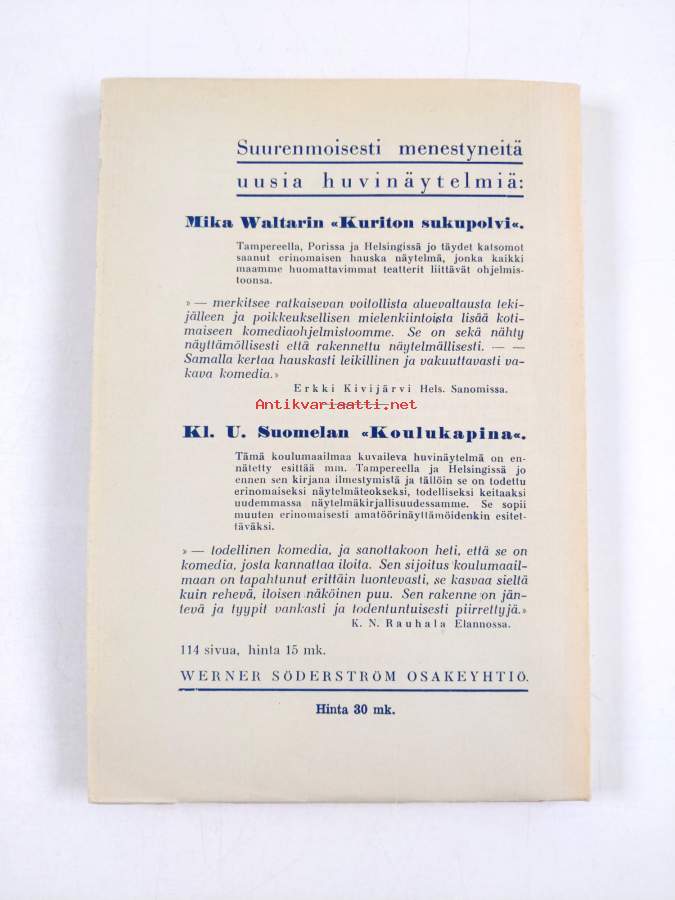 Suurenmoisesti menestyneitä
uusia huvinäytelmiä:
Mika Waltarin «Kuriton sukupolvi«.
Tampereella, Porissa ja Helsingissä jo täydet katsomot
saanut erinomaisen hauska näytelmä, jonka kaikki
maamme huomattavimmat teatterit liittävät ohjelmis-
toonsa.
» — merkitsee ratkaisevan voitollista aluevaltausta teki-
jälleen ja poikkeuksellisen mielenkiintoista lisää koti-
maiseen komediaohjelmistoomme. Se on sekä nähty
näyttämöllisesti että rakennettu näytelmällisesti. — —
Samalla kertaa hauskasti leikillinen ja vakuuttavasti va-
kava komedia.»
Erkki Kivijärvi Hels. Sanomissa.
Antikvariaatti.net
Kl. U. Suomelan «Koulukapina«.
Tämä koulumaailmaa kuvaileva huvinäytelmä on en-
nätetty esittää mm. Tampereella ja Helsingissä jo
ennen sen kirjana ilmestymistä ja tällöin se on todettu
erinomaiseksi näytelmäteokseksi, todelliseksi keitaaksi
uudemmassa näytelmäkirjallisuudessamme. Se sopii
muuten erinomaisesti amatöörinäyttämöidenkin esitet-
täväksi.
» — todellinen komedia, ja sanottakoon heti, että se on
komedia, josta kannattaa iloita. Sen sijoitus koulumaail-
maan on tapahtunut erittäin luontevasti, se kasvaa sieltä
kuin rehevä, iloisen näköinen puu. Sen rakenne on jän-
tevä ja tyypit vankasti ja todentuntuisesti piirrettyjä.»
K. N. Rauhala Elannossa.
114 sivua, hinta 15 mk.
WERNER SÖDERSTRÖM OSAKEYHTIÖ.
Hinta 30 mk.